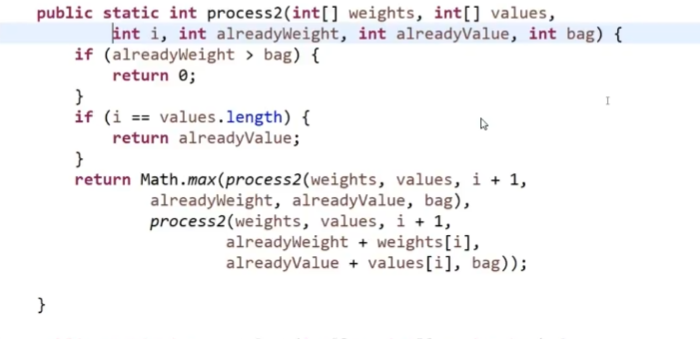 public static int process2(int[] weights, int[] values,
int i, int alreadyWeight, int alreadyValue, int bag) {
if (alreadyWeight > bag) {
return 0;
}
if (i == values.length) {
return alreadyValue;
}
return Math.max(process2(weights, values, i + 1,
alreadyWeight, alreadyValue, bag),
process2(weights, values, i + 1,
alreadyWeight + weights[i],
alreadyValue + values[i], bag));
}